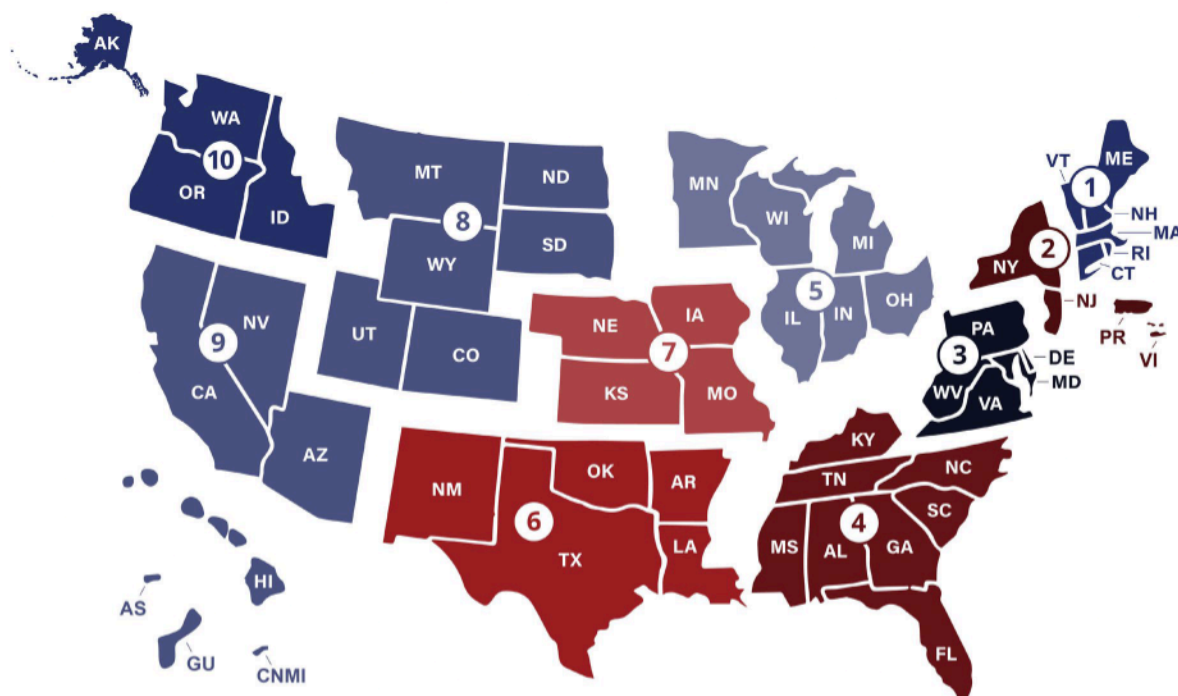 AK
WA
10
OR
ID
MT
ND
8
SD
WY
UT
CO
9
NV
CA
AZ
HI
AS
GU
CNMI
MN
WI
MI
5
IL
IN
OH
NE
IA
7
KS
MO
NM
OK
AR
6
TX
LA
KY
TN
NC
SC
4
MS
AL
GA
FL
PA
3
DE
MD
WV
VA
2
NY
NJ
PR
VI
VT
ME
1
NH
MA
RI
CT